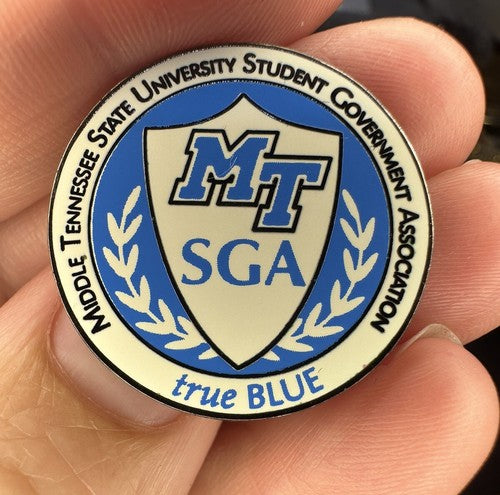 MIDDLE TENNESSEE STATE UNIVERSITY STUDENT GOVERNMENT ASSOCIATION
MT
SGA
true BLUE